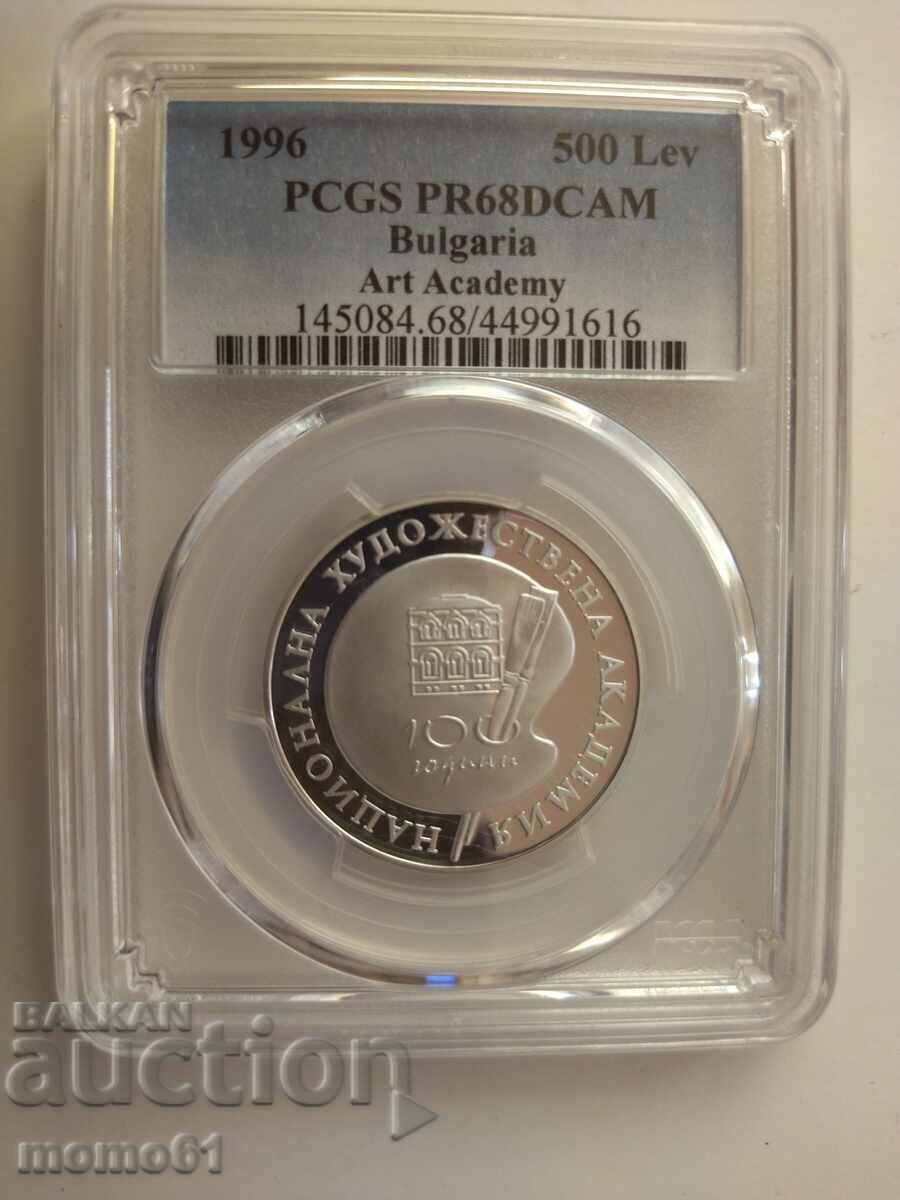 1996 500 Lev
PCGS PR68DCAM
Bulgaria
Art Academy
145084.68/44991616
НАЦИОНАЛНА ХУДОЖЕСТВЕНА АКАДЕМИЯ
100
години
PCGS
BALKAN
auction
momo61